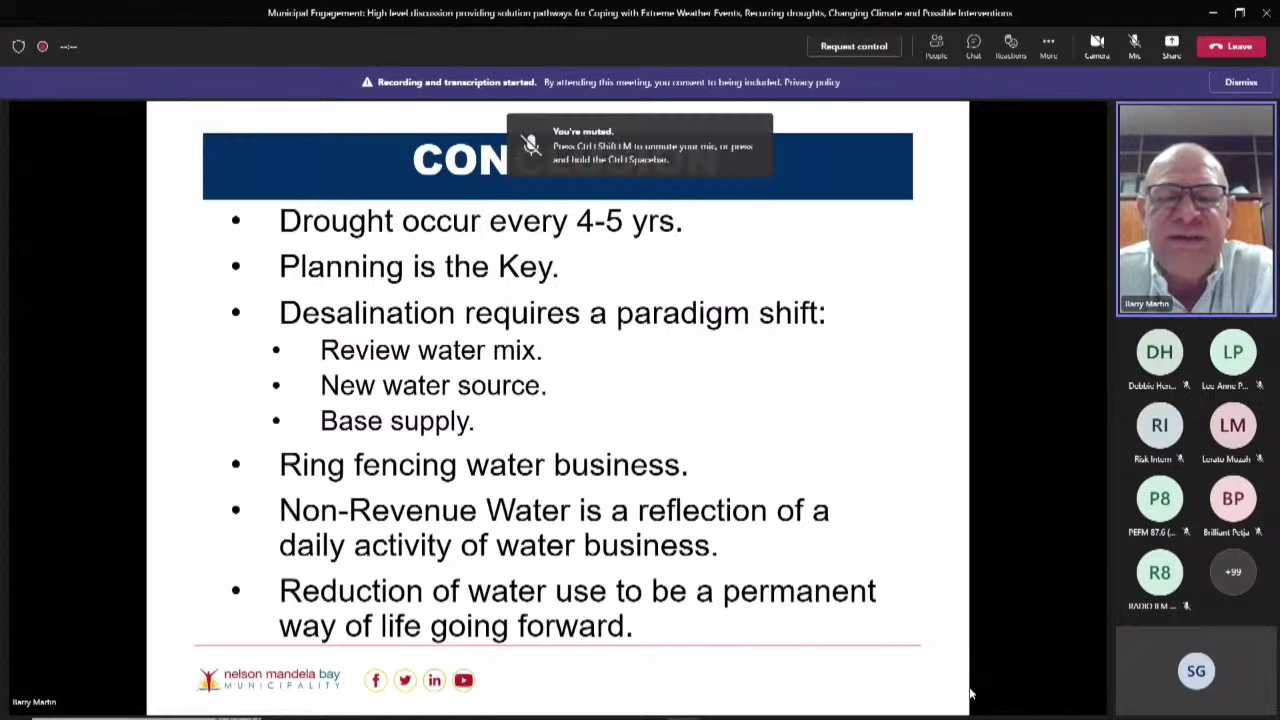 Municipal Engagement: High level discussion providing solution pathways for Coping with Extreme Weather Events, Recurring droughts, Changing Climate and Possible Interventions
--:--
Request control
People
Chat
Reactions
More
Camera
Mic
Share
Leave
Recording and transcription started. By attending this meeting, you consent to being included. Privacy policy
Dismiss
You're muted.
Press Ctrl+Shift+M to unmute your mic, or press
and hold the Ctrl+Spacebar.
CON
• Drought occur every 4-5 yrs.
• Planning is the Key.
• Desalination requires a paradigm shift:
• Review water mix.
• New water source.
• Base supply.
• Ring fencing water business.
• Non-Revenue Water is a reflection of a
daily activity of water business.
• Reduction of water use to be a permanent
way of life going forward.
nelson mandela bay
MUNICIPALITY
Barry Martin
Barry Martin
DH
LP
Debbie Hen...
Lee-Anne P...
RI
LM
Risk Intern
Lerato Mazah
P8
BP
PEFM 87.6 (...
Brilliant Petja
R8
+99
SG